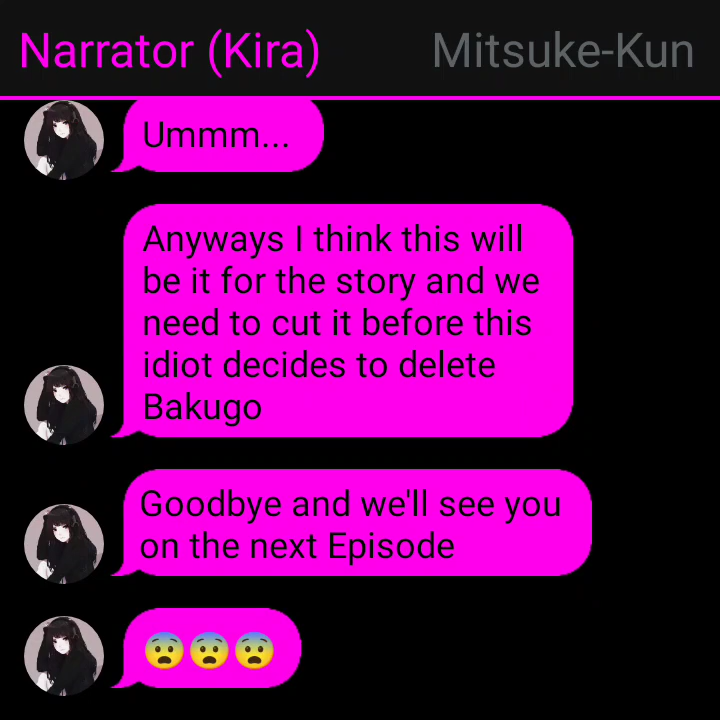 Narrator (Kira) Mitsuke-Kun
Ummm...
Anyways I think this will
be it for the story and we
need to cut it before this
idiot decides to delete
Bakugo
Goodbye and we'll see you
on the next Episode
😨😨😨